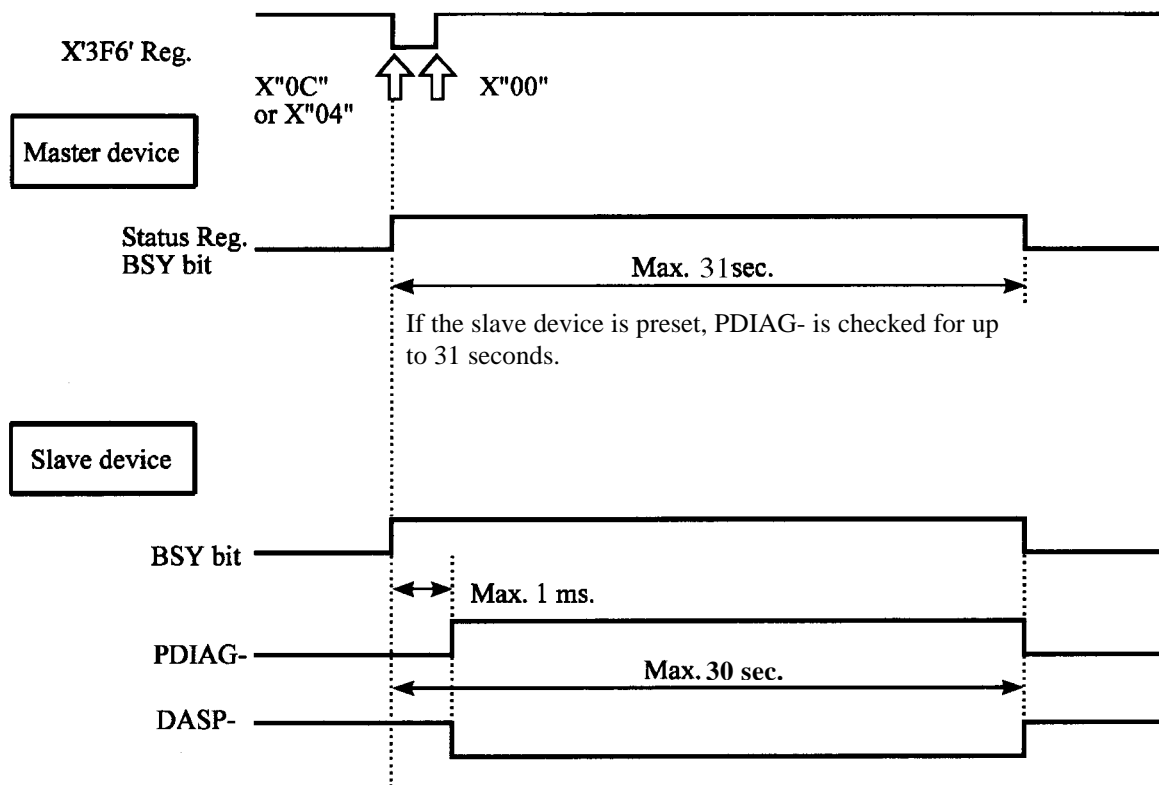 X'3F6' Reg.
X"0C"
or X"04"
X"00"
Master device
Status Reg.
BSY bit
Max. 31sec.
If the slave device is preset, PDIAG- is checked for up
to 31 seconds.
Slave device
BSY bit
Max. 1 ms.
PDIAG-
Max. 30 sec.
DASP-